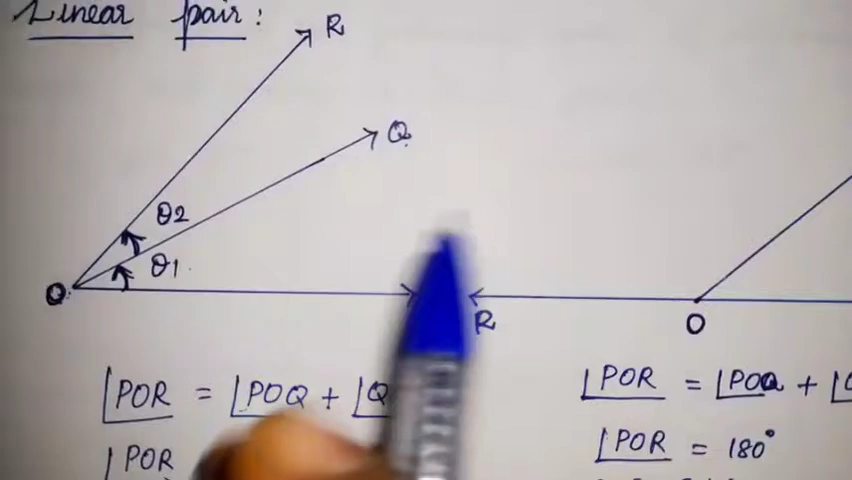 Linear pair :
R
Q
θ2
θ1
O
R
O
∠POR = ∠POQ + ∠Q
∠POR
∠POR = ∠POQ +
∠POR = 180°